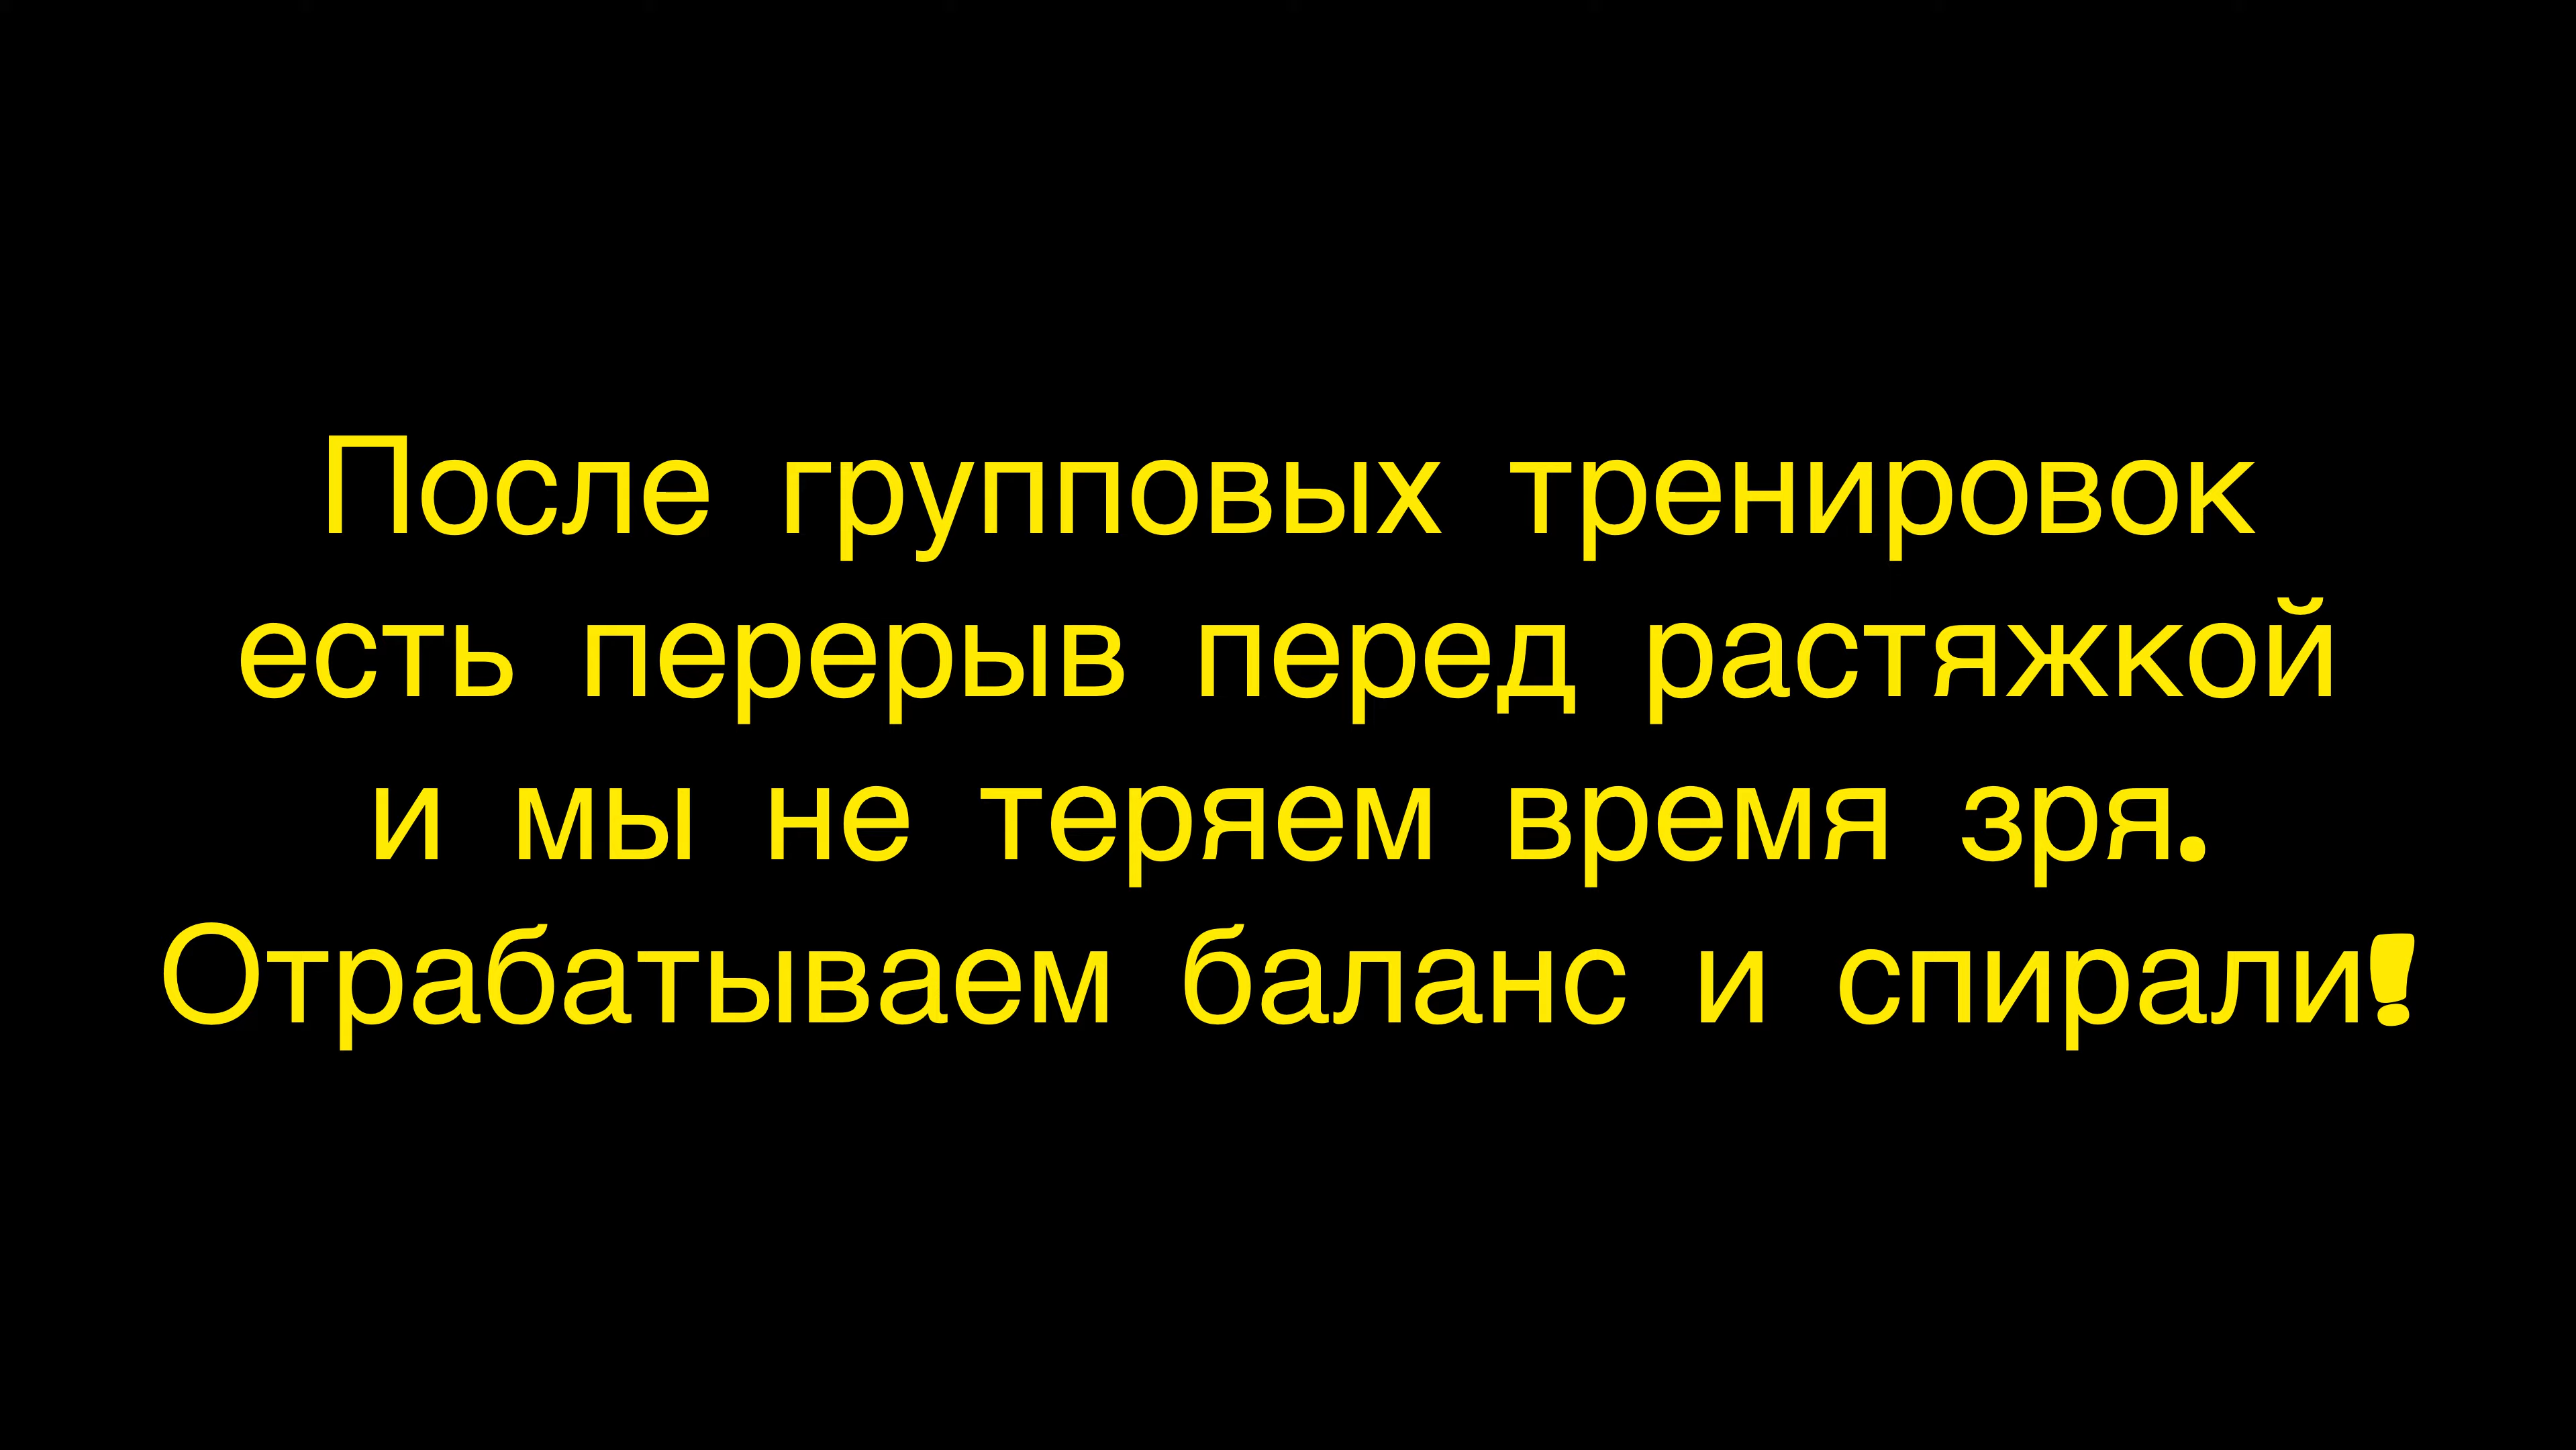 После групповых тренировок
есть перерыв перед растяжкой
и мы не теряем время зря.
Отрабатываем баланс и спирали!